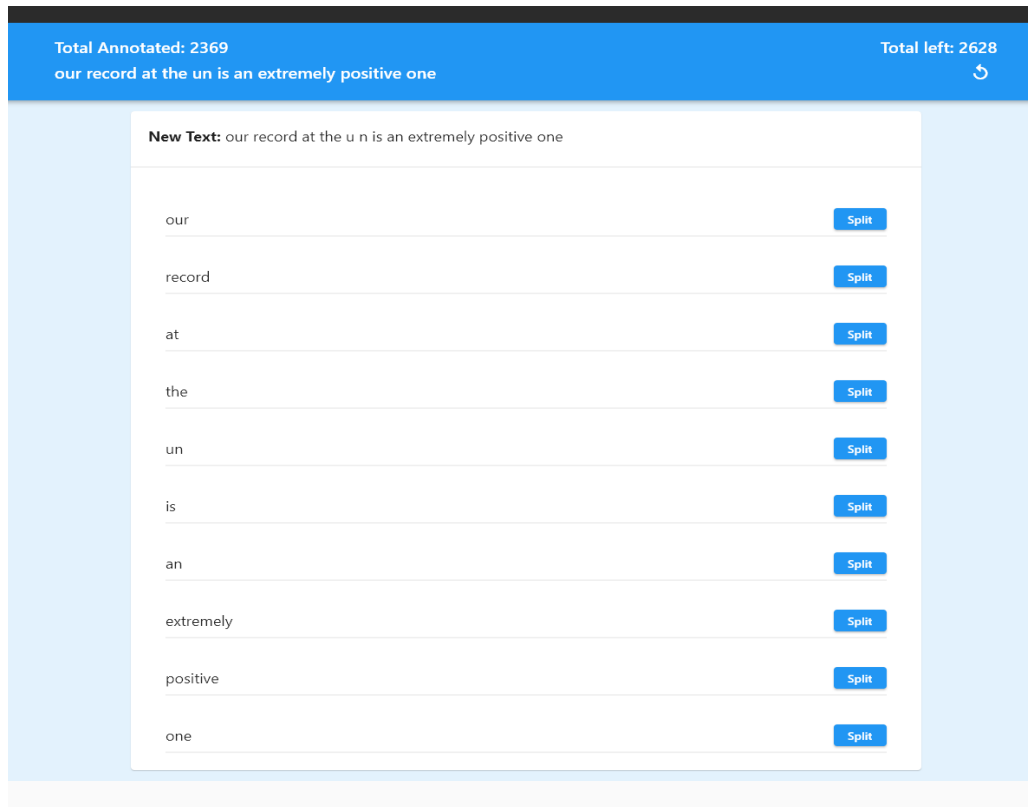 Total Annotated: 2369 Total left: 2628
our record at the un is an extremely positive one
New Text: our record at the u n is an extremely positive one
our Split
record Split
at Split
the Split
un Split
is Split
an Split
extremely Split
positive Split
one Split